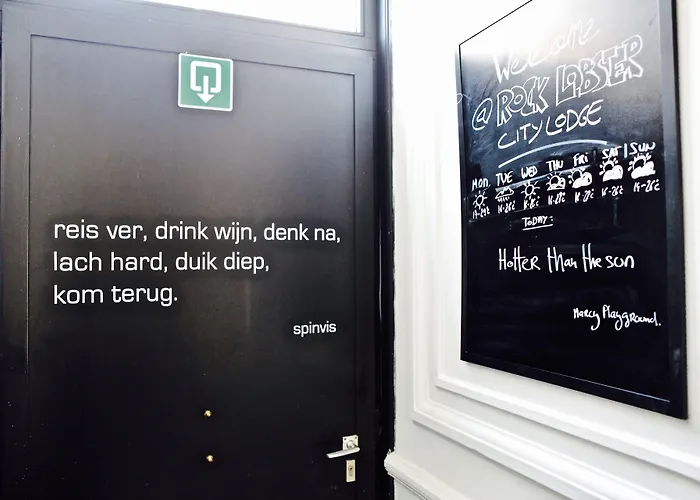 reis ver, drink wijn, denk na,
lach hard, duik diep,
kom terug.
spinvis
Welcome
@ ROCK LOBSTER
CITY LODGE
MON TUE WED THU FRI SAT SUN
TODAY:
Hotter than the sun
Marcy Playground.